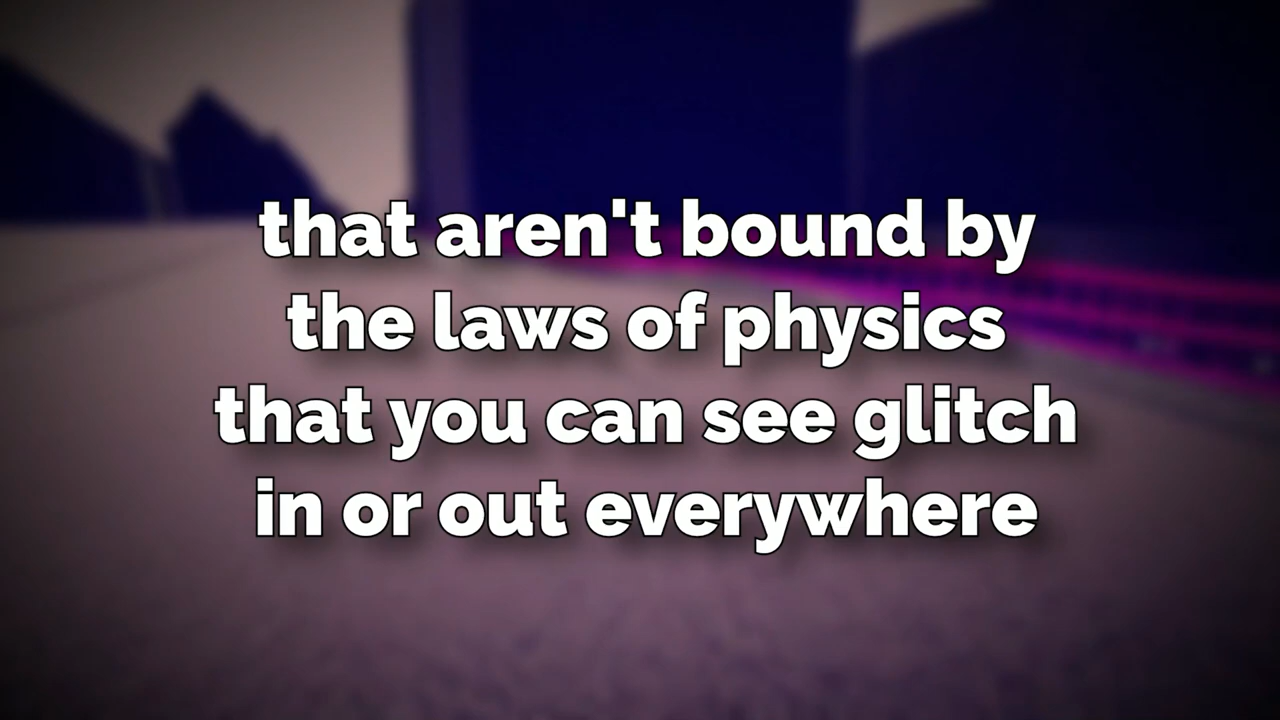 that aren't bound by
the laws of physics
that you can see glitch
in or out everywhere